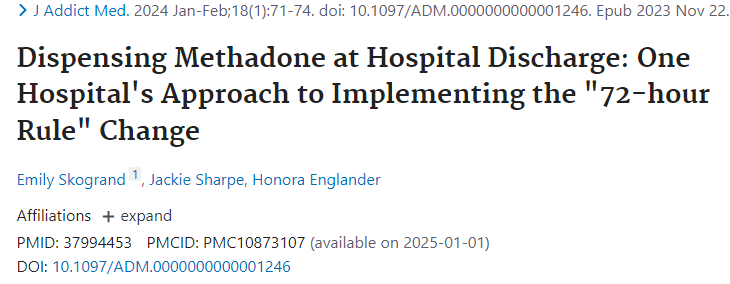 J Addict Med. 2024 Jan-Feb;18(1):71-74. doi: 10.1097/ADM.0000000000001246. Epub 2023 Nov 22.
Dispensing Methadone at Hospital Discharge: One
Hospital's Approach to Implementing the "72-hour
Rule" Change
Emily Skogrand 1, Jackie Sharpe, Honora Englander
Affiliations + expand
PMID: 37994453 PMCID: PMC10873107 (available on 2025-01-01)
DOI: 10.1097/ADM.0000000000001246